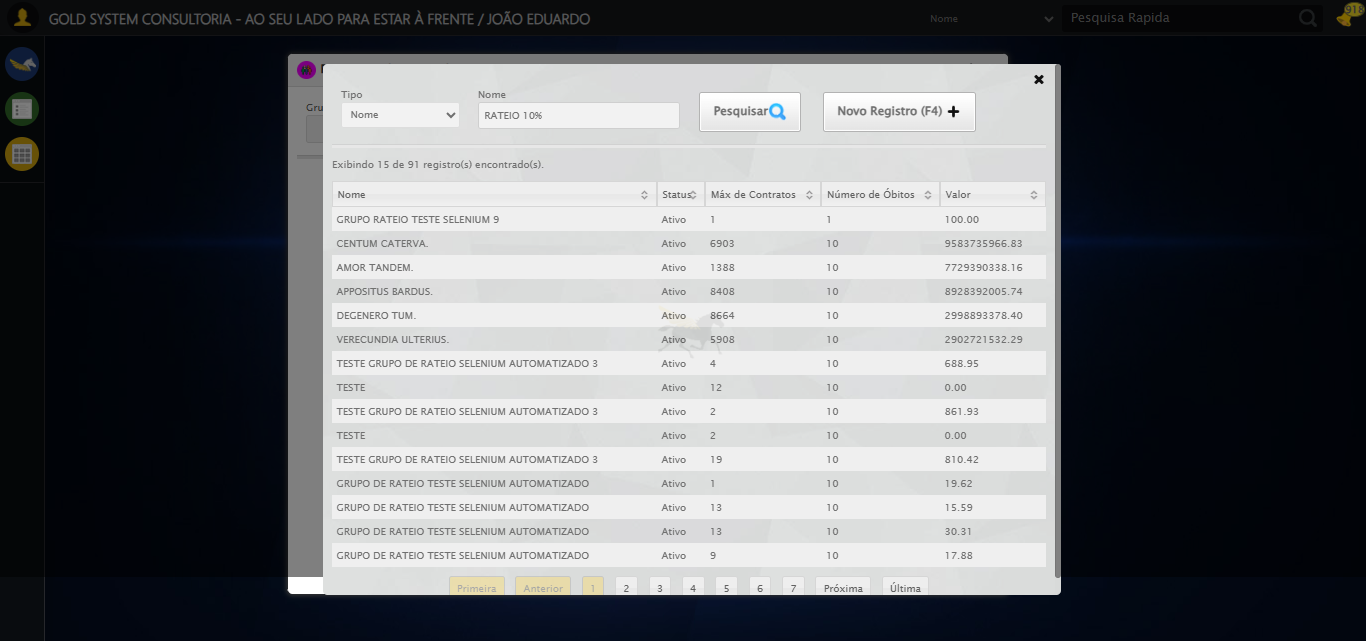 GOLD SYSTEM CONSULTORIA - AO SEU LADO PARA ESTAR À FRENTE / JOÃO EDUARDO
Nome
Pesquisa Rapida
918
Gru
Tipo
Nome
Nome
RATEIO 10%
Pesquisar
Novo Registro (F4)
Exibindo 15 de 91 registro(s) encontrado(s).
Nome Status Máx de Contratos Número de Óbitos Valor
GRUPO RATEIO TESTE SELENIUM 9 Ativo 1 1 100.00
CENTUM CATERVA. Ativo 6903 10 9583735966.83
AMOR TANDEM. Ativo 1388 10 7729390338.16
APPOSITUS BARDUS. Ativo 8408 10 8928392005.74
DEGENERO TUM. Ativo 8664 10 2998893378.40
VERECUNDIA ULTERIUS. Ativo 5908 10 2902721532.29
TESTE GRUPO DE RATEIO SELENIUM AUTOMATIZADO 3 Ativo 4 10 688.95
TESTE Ativo 12 10 0.00
TESTE GRUPO DE RATEIO SELENIUM AUTOMATIZADO 3 Ativo 2 10 861.93
TESTE Ativo 2 10 0.00
TESTE GRUPO DE RATEIO SELENIUM AUTOMATIZADO 3 Ativo 19 10 810.42
GRUPO DE RATEIO TESTE SELENIUM AUTOMATIZADO Ativo 1 10 19.62
GRUPO DE RATEIO TESTE SELENIUM AUTOMATIZADO Ativo 13 10 15.59
GRUPO DE RATEIO TESTE SELENIUM AUTOMATIZADO Ativo 13 10 30.31
GRUPO DE RATEIO TESTE SELENIUM AUTOMATIZADO Ativo 9 10 17.88
Primeira Anterior 1 2 3 4 5 6 7 Próxima Última